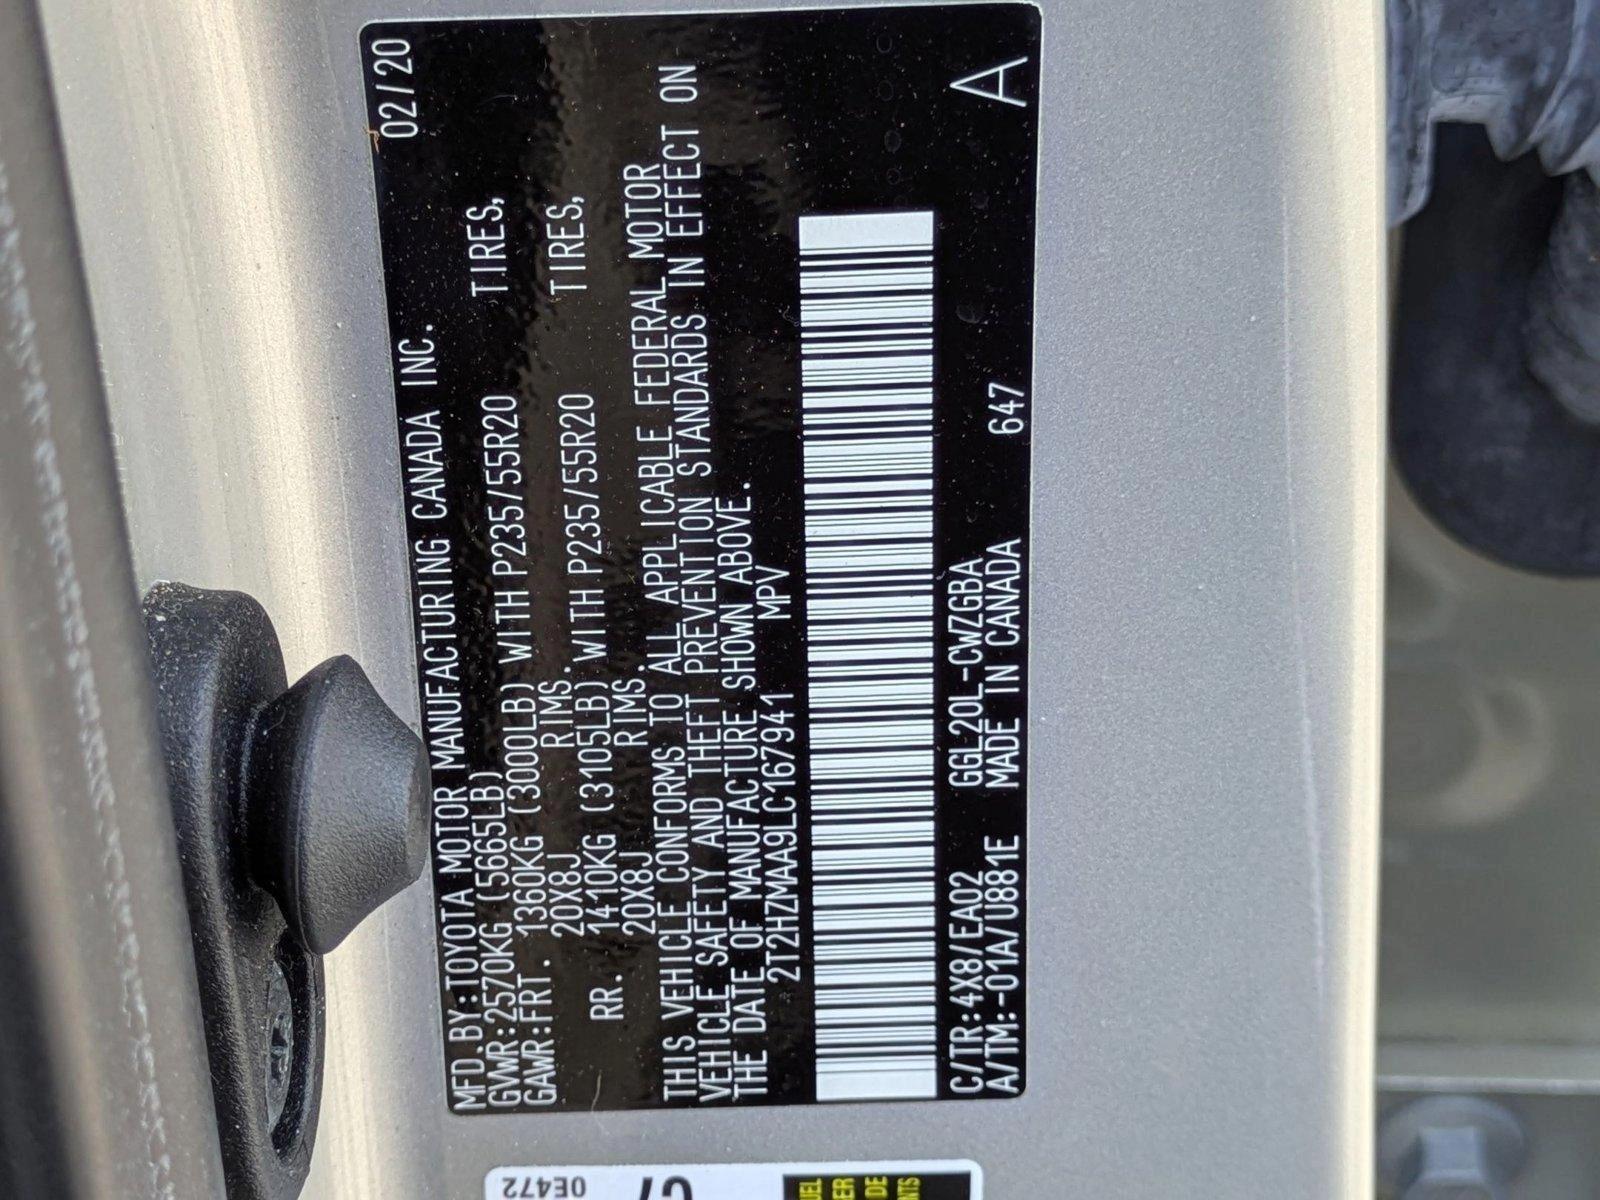 MFD.BY:TOYOTA MOTOR MANUFACTURING CANADA INC. 02/20
GVWR:2570KG (5665LB)
GAWR:FRT. 1360KG (3000LB) WITH P235/55R20 TIRES,
20X8J RIMS.
RR. 1410KG (3105LB) WITH P235/55R20 TIRES,
20X8J RIMS.
THIS VEHICLE CONFORMS TO ALL APPLICABLE FEDERAL MOTOR
VEHICLE SAFETY AND THEFT PREVENTION STANDARDS IN EFFECT ON
THE DATE OF MANUFACTURE SHOWN ABOVE.
2T2HZMAA9LC167941 MPV
C/TR:4X8/EA02 GGL20L-CWZGBA
A/TM:-01A/U881E MADE IN CANADA 647 A
0E472